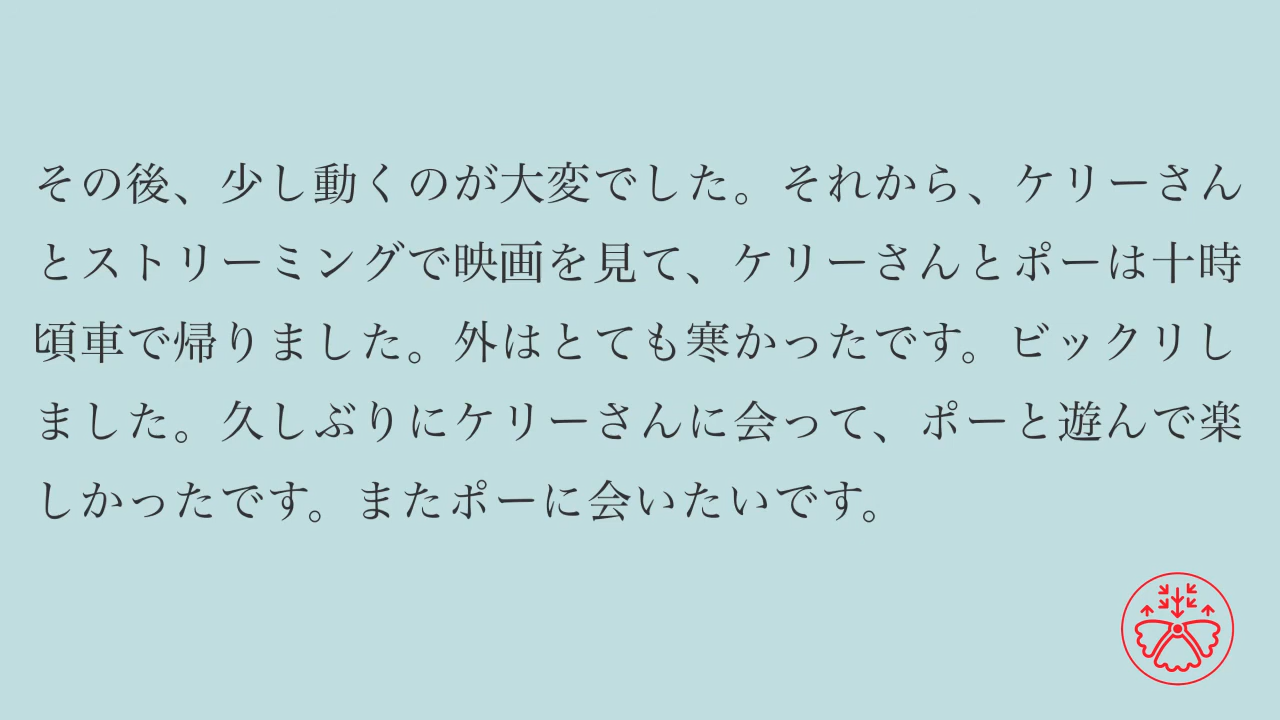 その後、少し動くのが大変でした。それから、ケリーさん
とストリーミングで映画を見て、ケリーさんとポーは十時
頃車で帰りました。外はとても寒かったです。ビックリし
ました。久しぶりにケリーさんに会って、ポーと遊んで楽
しかったです。またポーに会いたいです。